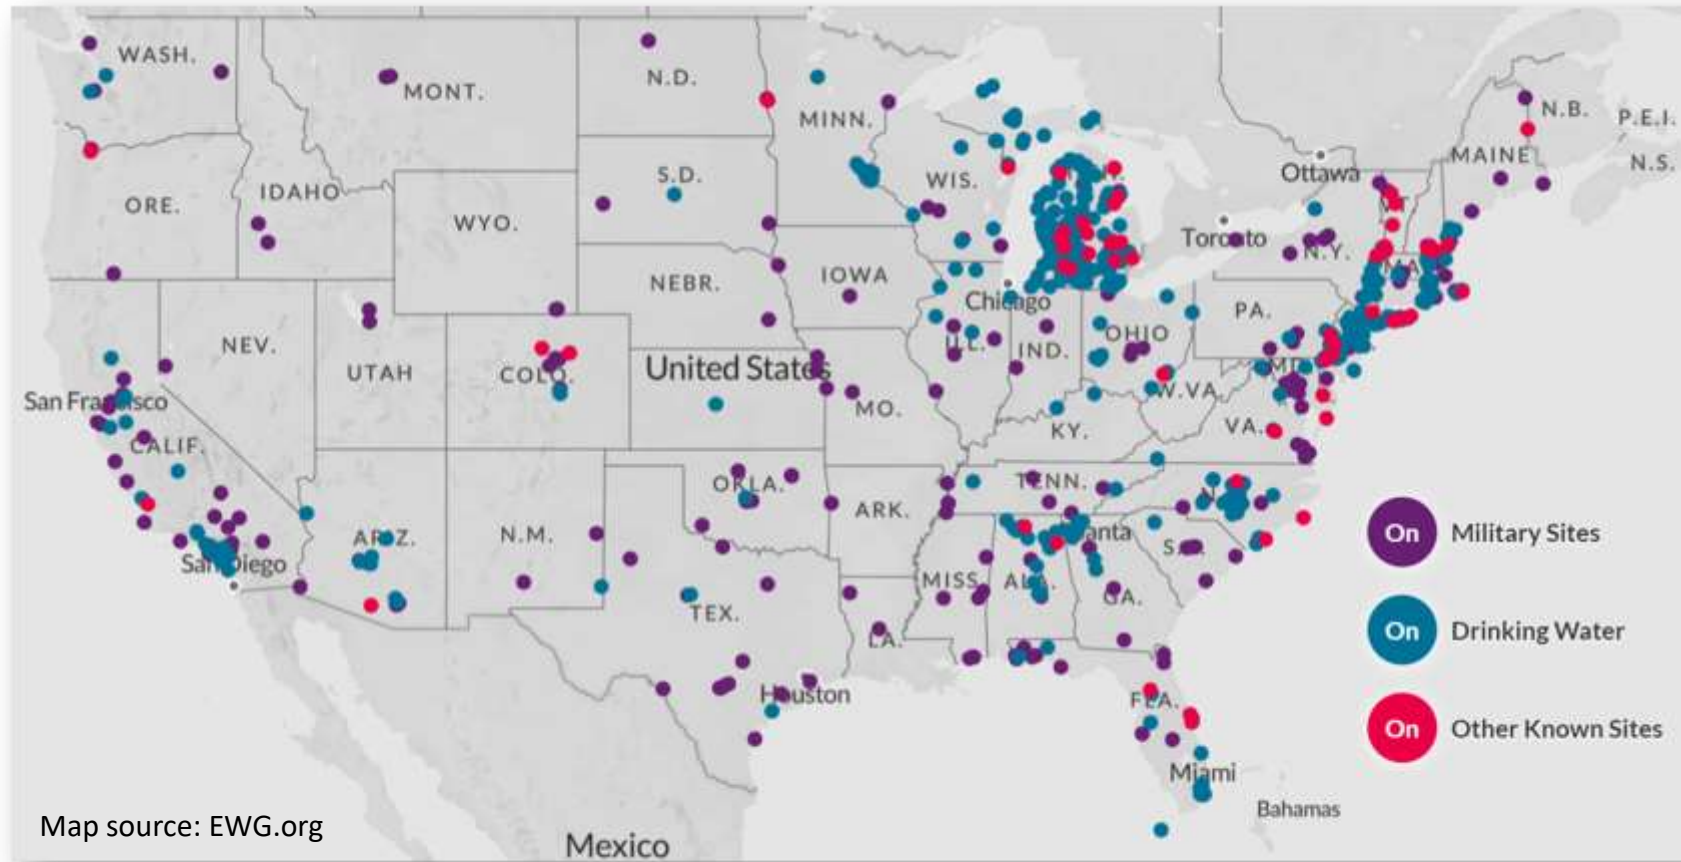 WASH.
MONT.
N.D.
MINN.
N.B.
P.E.I.
MAINE
N.S.
Ottawa
ORE.
IDAHO
WYO.
S.D.
WIS.
VT.
Toronto
N.Y.
MA
NEBR.
IOWA
Chicago
PA.
NEV.
UTAH
COLO.
United States
ILL.
IND.
OHIO
MD
San Francisco
CALIF.
MO.
KY.
W.VA.
VA.
OKLA.
ARK.
TENN.
N.
ARIZ.
N.M.
Atlanta
San Diego
TEX.
MISS.
ALA.
GA.
S.
LA.
Houston
FLA.
Miami
Bahamas
Mexico
On Military Sites
On Drinking Water
On Other Known Sites
Map source: EWG.org